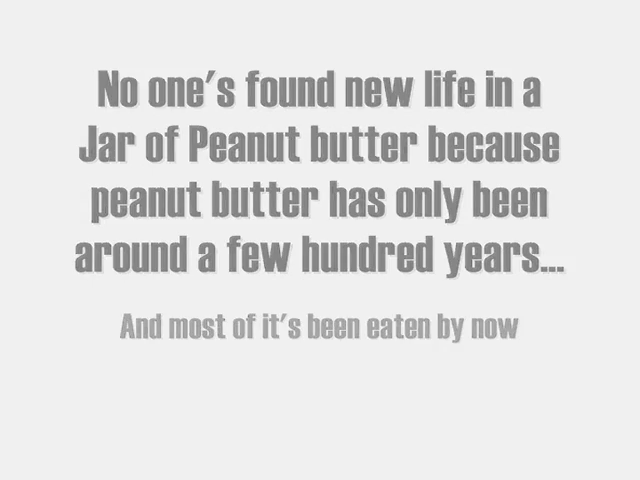 No one's found new life in a
Jar of Peanut butter because
peanut butter has only been
around a few hundred years...
And most of it's been eaten by now